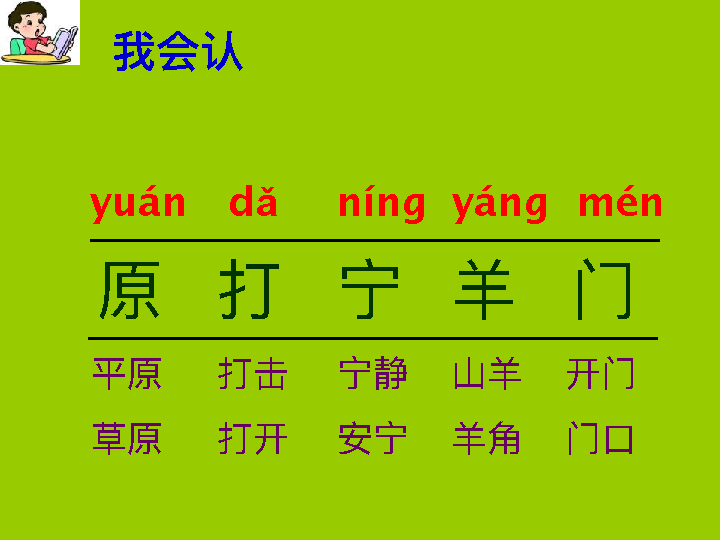 我会认
yuán dǎ níng yáng mén
原 打 宁 羊 门
平原 打击 宁静 山羊 开门
草原 打开 安宁 羊角 门口